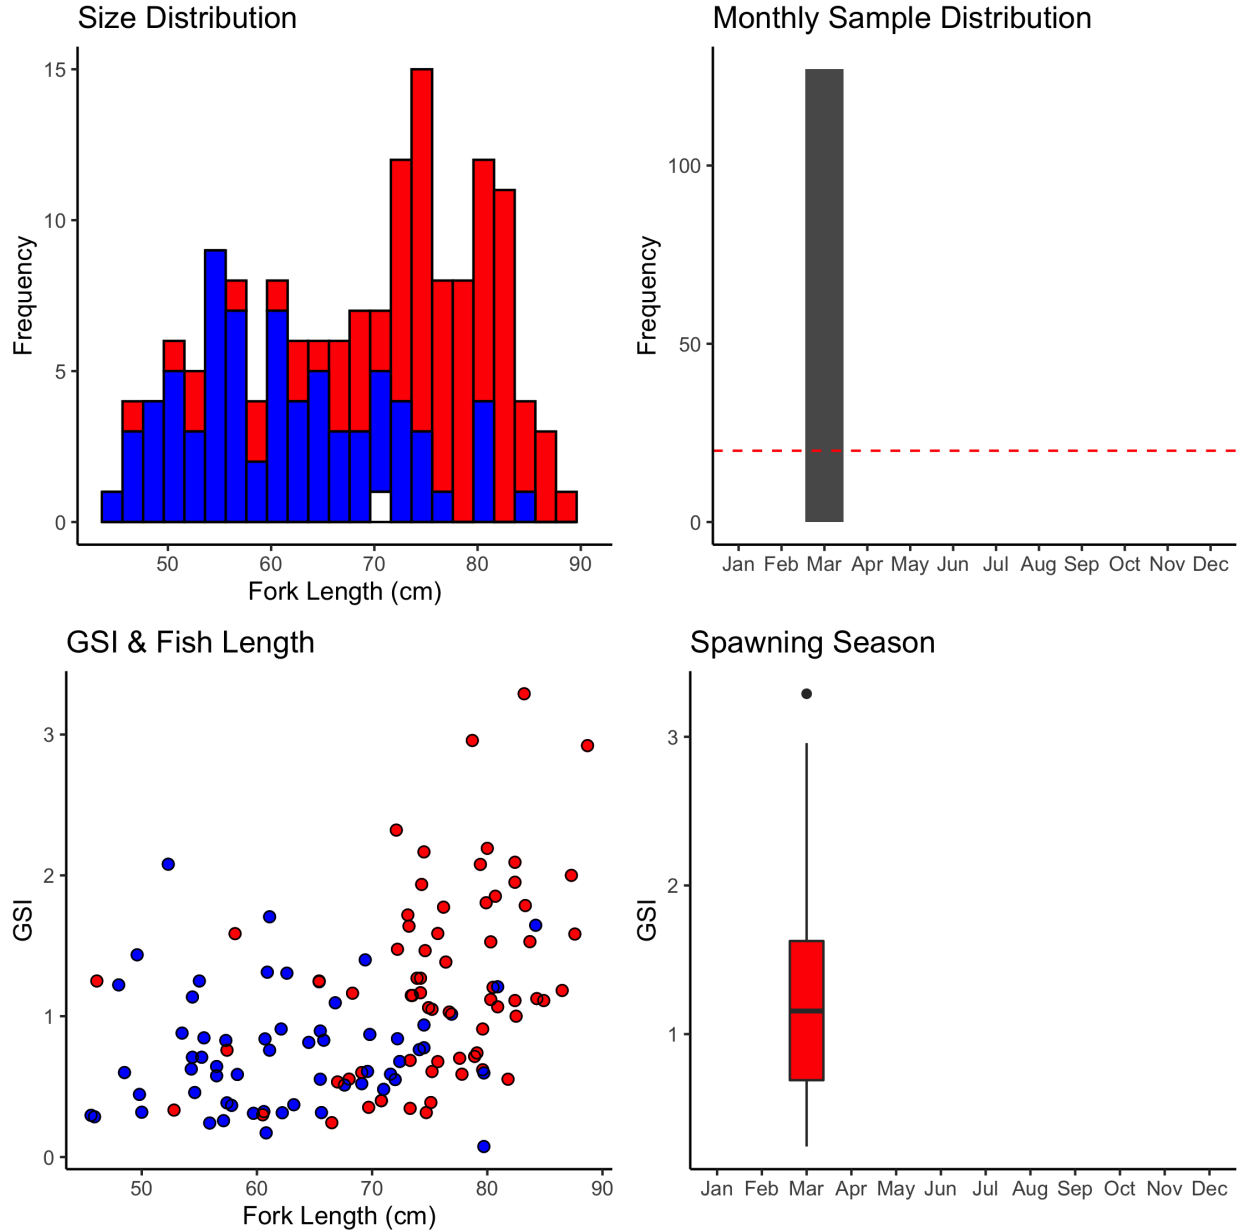 Size Distribution
Frequency
15
10
5
0
50 60 70 80 90
Fork Length (cm)
Monthly Sample Distribution
Frequency
100
50
0
Jan Feb Mar Apr May Jun Jul Aug Sep Oct Nov Dec
GSI & Fish Length
GSI
3
2
1
0
50 60 70 80 90
Fork Length (cm)
Spawning Season
GSI
3
2
1
Jan Feb Mar Apr May Jun Jul Aug Sep Oct Nov Dec